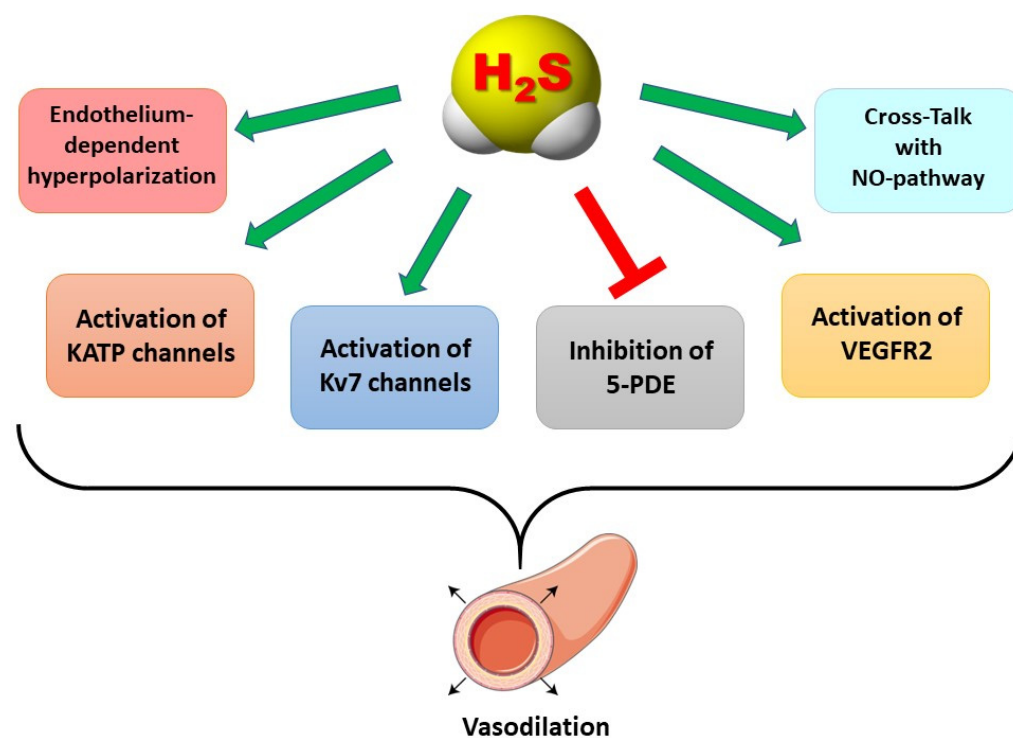 H₂S
Endothelium-
dependent
hyperpolarization
Cross-Talk
with
NO-pathway
Activation of
KATP channels
Activation of
Kv7 channels
Inhibition of
5-PDE
Activation of
VEGFR2
Vasodilation